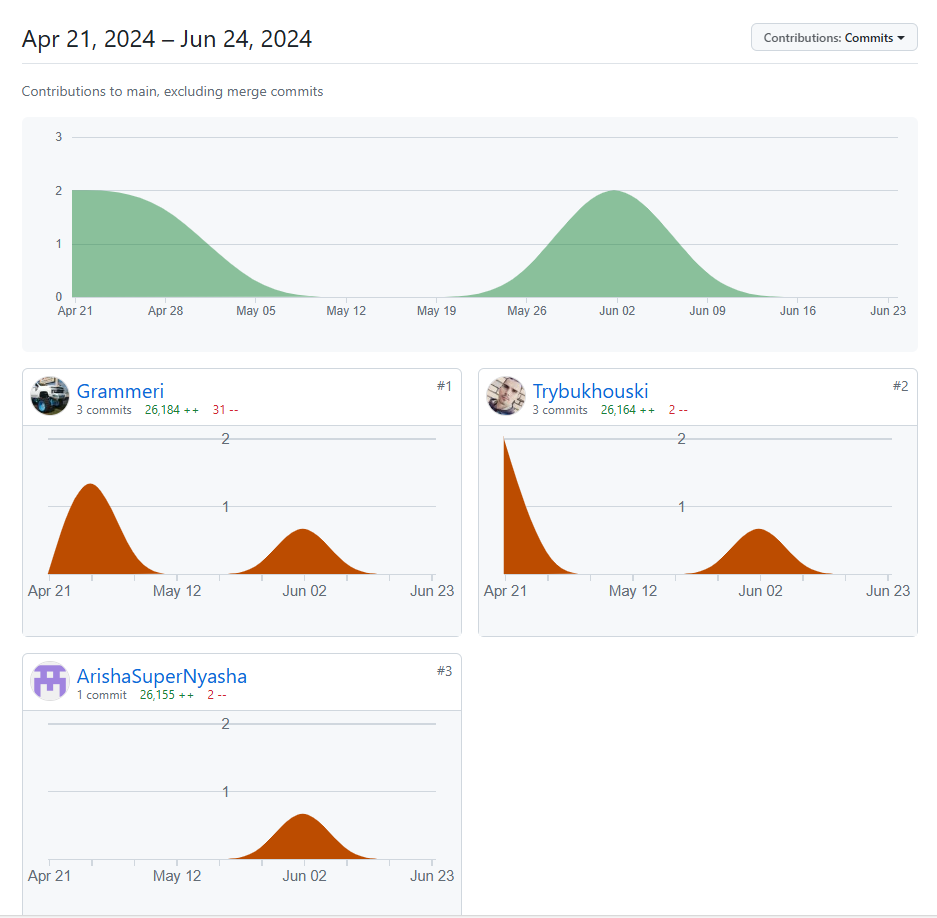 Apr 21, 2024 – Jun 24, 2024
Contributions: Commits
Contributions to main, excluding merge commits
3
2
1
0
Apr 21 Apr 28 May 05 May 12 May 19 May 26 Jun 02 Jun 09 Jun 16 Jun 23
Grammeri #1
3 commits 26,184 ++ 31 --
2
1
Apr 21 May 12 Jun 02 Jun 23
Trybukhouski #2
3 commits 26,164 ++ 2 --
2
1
Apr 21 May 12 Jun 02 Jun 23
ArishaSuperNyasha #3
1 commit 26,155 ++ 2 --
2
1
Apr 21 May 12 Jun 02 Jun 23